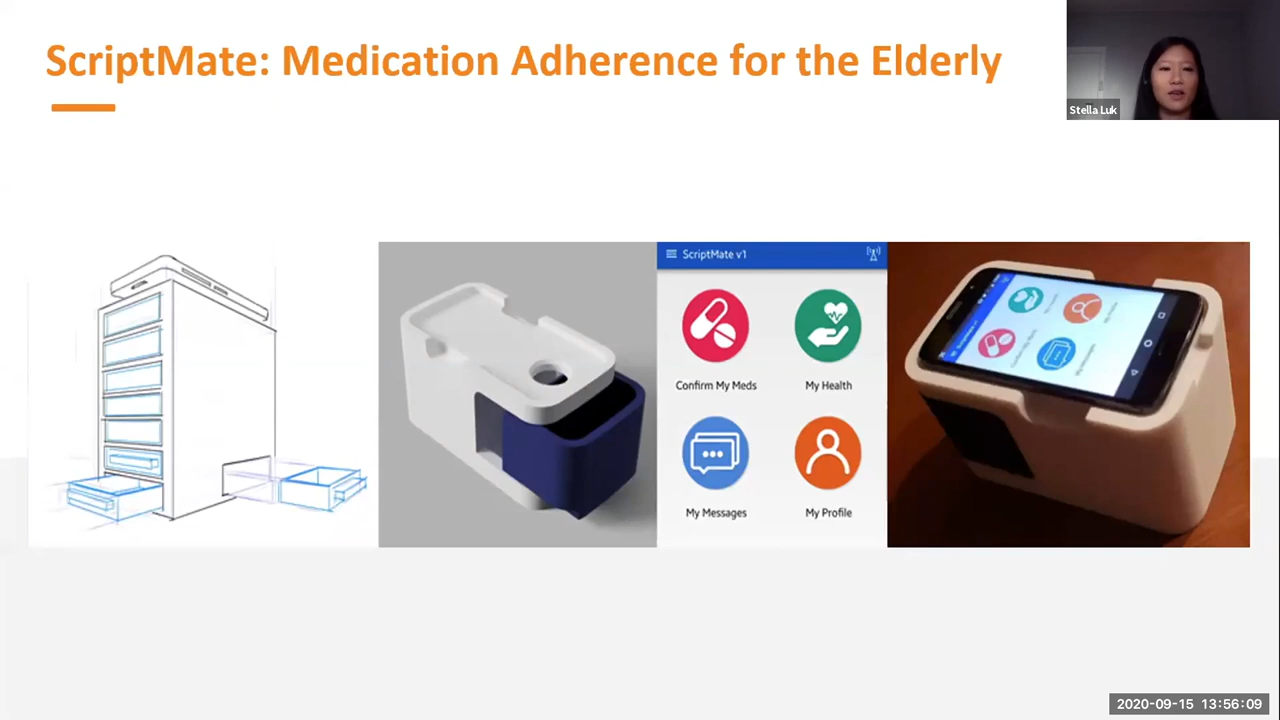 ScriptMate: Medication Adherence for the Elderly
Stella Luk
ScriptMate v1
Confirm My Meds
My Health
My Messages
My Profile
2020-09-15 13:56:09